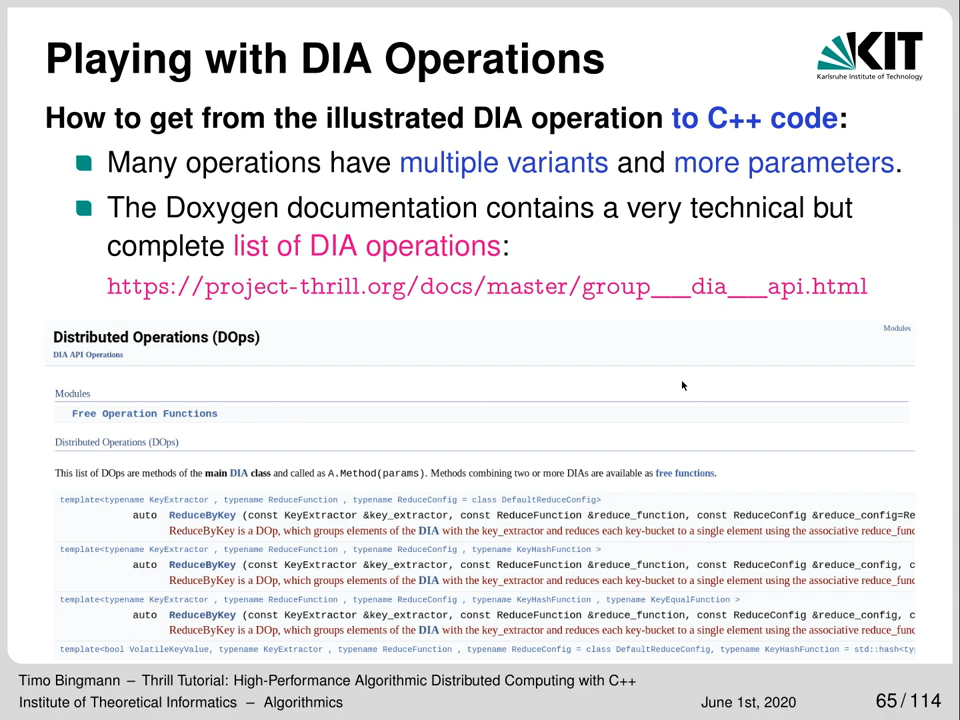 Playing with DIA Operations
KIT
Karlsruhe Institute of Technology
How to get from the illustrated DIA operation to C++ code:
Many operations have multiple variants and more parameters.
The Doxygen documentation contains a very technical but
complete list of DIA operations:
https://project-thrill.org/docs/master/group__dia__api.html
Modules
Distributed Operations (DOps)
DIA API Operations
Modules
Free Operation Functions
Distributed Operations (DOps)
This list of DOps are methods of the main DIA class and called as A.Method(params). Methods combining two or more DIAs are available as free functions.
template<typename KeyExtractor , typename ReduceFunction , typename ReduceConfig = class DefaultReduceConfig>
auto ReduceByKey (const KeyExtractor &key_extractor, const ReduceFunction &reduce_function, const ReduceConfig &reduce_config=Re
ReduceByKey is a DOp, which groups elements of the DIA with the key_extractor and reduces each key-bucket to a single element using the associative reduce_func
template<typename KeyExtractor , typename ReduceFunction , typename ReduceConfig , typename KeyHashFunction >
auto ReduceByKey (const KeyExtractor &key_extractor, const ReduceFunction &reduce_function, const ReduceConfig &reduce_config, c
ReduceByKey is a DOp, which groups elements of the DIA with the key_extractor and reduces each key-bucket to a single element using the associative reduce_func
template<typename KeyExtractor , typename ReduceFunction , typename ReduceConfig , typename KeyHashFunction , typename KeyEqualFunction >
auto ReduceByKey (const KeyExtractor &key_extractor, const ReduceFunction &reduce_function, const ReduceConfig &reduce_config, c
ReduceByKey is a DOp, which groups elements of the DIA with the key_extractor and reduces each key-bucket to a single element using the associative reduce_func
template<bool VolatileKeyValue, typename KeyExtractor , typename ReduceFunction , typename ReduceConfig = class DefaultReduceConfig, typename KeyHashFunction = std::hash<ty
Timo Bingmann – Thrill Tutorial: High-Performance Algorithmic Distributed Computing with C++
Institute of Theoretical Informatics – Algorithmics June 1st, 2020 65 / 114